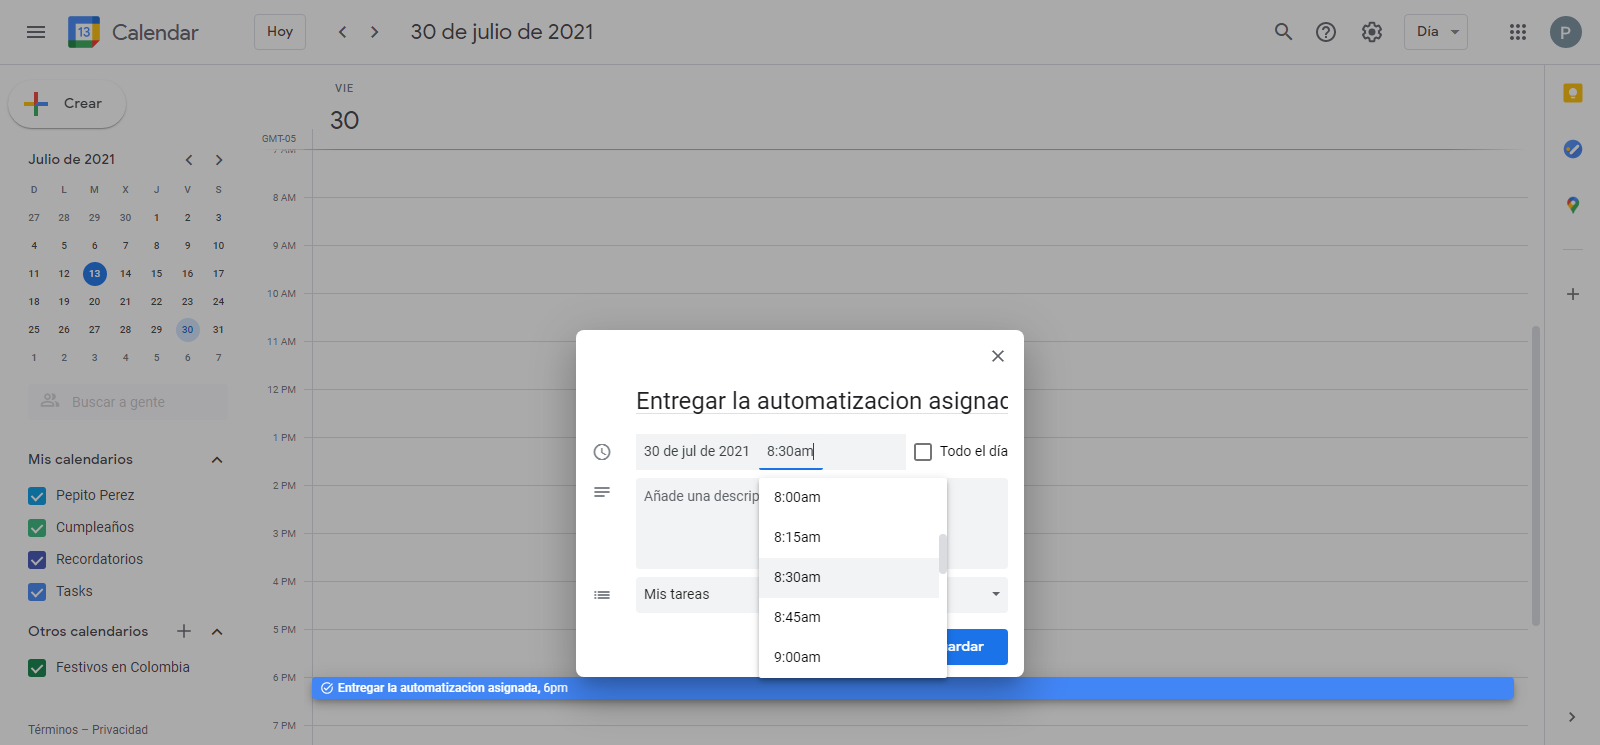 13
Calendar
Hoy
30 de julio de 2021
Día
P
Crear
Julio de 2021
D L M X J V S
27 28 29 30 1 2 3
4 5 6 7 8 9 10
11 12 13 14 15 16 17
18 19 20 21 22 23 24
25 26 27 28 29 30 31
1 2 3 4 5 6 7
Buscar a gente
Mis calendarios
Pepito Perez
Cumpleaños
Recordatorios
Tasks
Otros calendarios
Festivos en Colombia
Términos – Privacidad
VIE
30
GMT-05
7 AM
8 AM
9 AM
10 AM
11 AM
12 PM
1 PM
2 PM
3 PM
4 PM
5 PM
6 PM
7 PM
Entregar la automatizacion asignad
30 de jul de 2021 8:30am Todo el día
Añade una descrip
8:00am
8:15am
8:30am
8:45am
9:00am
Mis tareas
ardar
Entregar la automatizacion asignada, 6pm